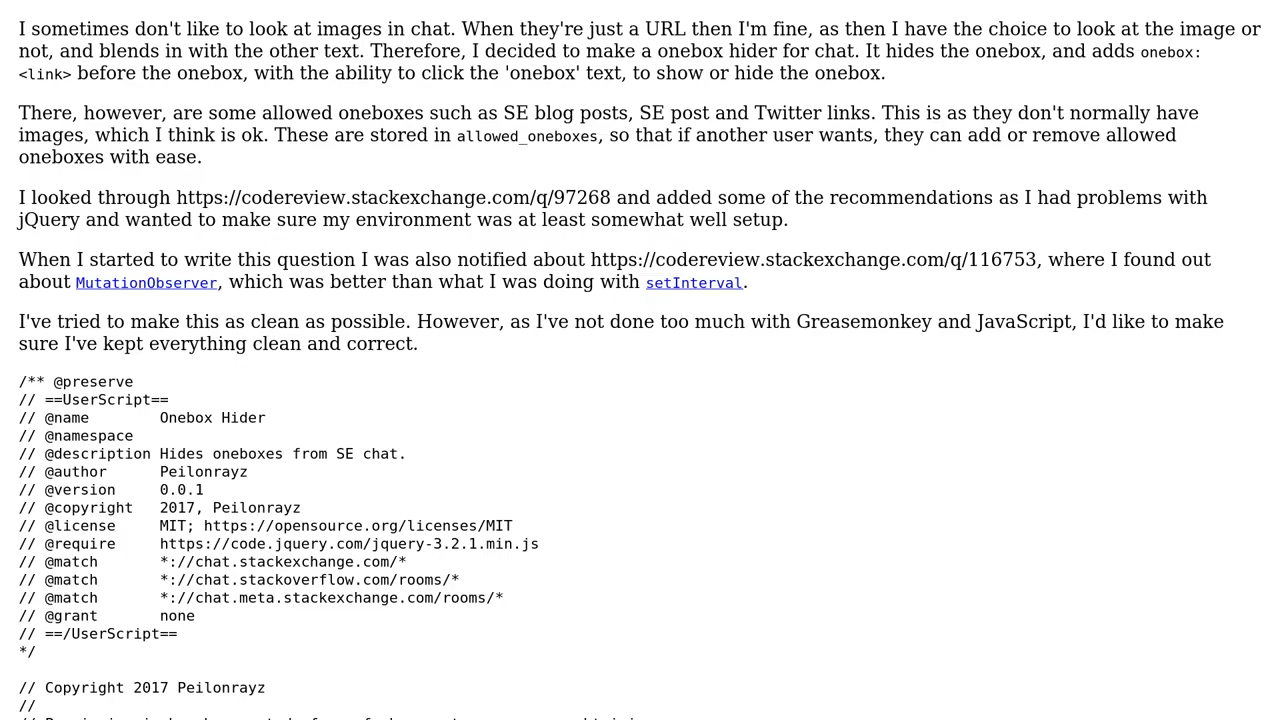 I sometimes don't like to look at images in chat. When they're just a URL then I'm fine, as then I have the choice to look at the image or
not, and blends in with the other text. Therefore, I decided to make a onebox hider for chat. It hides the onebox, and adds onebox:
<link> before the onebox, with the ability to click the 'onebox' text, to show or hide the onebox.
There, however, are some allowed oneboxes such as SE blog posts, SE post and Twitter links. This is as they don't normally have
images, which I think is ok. These are stored in allowed_oneboxes, so that if another user wants, they can add or remove allowed
oneboxes with ease.
I looked through https://codereview.stackexchange.com/q/97268 and added some of the recommendations as I had problems with
jQuery and wanted to make sure my environment was at least somewhat well setup.
When I started to write this question I was also notified about https://codereview.stackexchange.com/q/116753, where I found out
about MutationObserver, which was better than what I was doing with setInterval.
I've tried to make this as clean as possible. However, as I've not done too much with Greasemonkey and JavaScript, I'd like to make
sure I've kept everything clean and correct.
/** @preserve
// ==UserScript==
// @name        Onebox Hider
// @namespace
// @description Hides oneboxes from SE chat.
// @author      Peilonrayz
// @version     0.0.1
// @copyright   2017, Peilonrayz
// @license     MIT; https://opensource.org/licenses/MIT
// @require     https://code.jquery.com/jquery-3.2.1.min.js
// @match       *://chat.stackexchange.com/*
// @match       *://chat.stackoverflow.com/rooms/*
// @match       *://chat.meta.stackexchange.com/rooms/*
// @grant       none
// ==/UserScript==
*/
// Copyright 2017 Peilonrayz
//